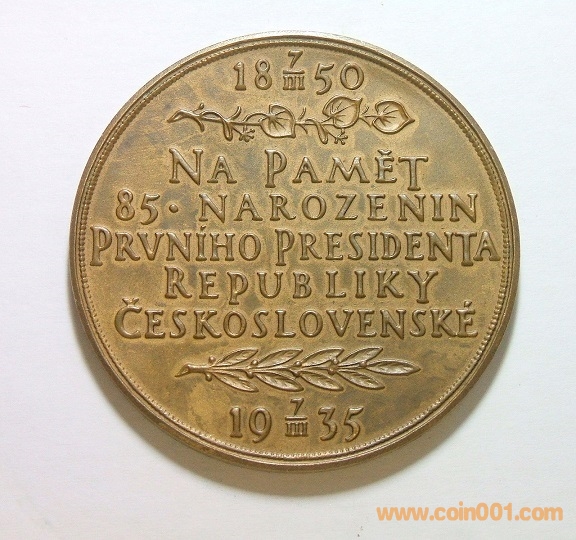 18 7/III 50
NA PAMĚT
85. NAROZENIN
PRVNÍHO PRESIDENTA
REPUBLIKY
ČESKOSLOVENSKÉ
19 7/III 35
www.coin001.com